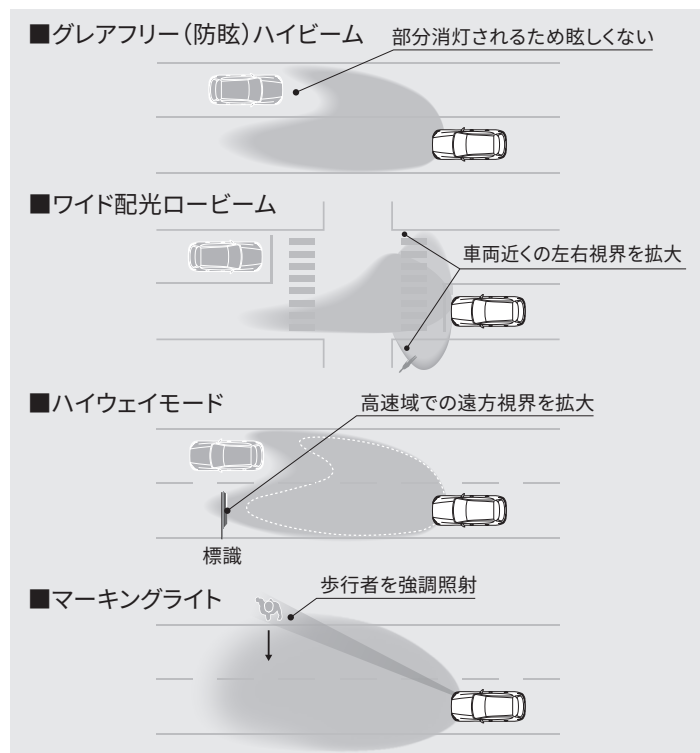 ■グレアフリー(防眩)ハイビーム
部分消灯されるため眩しくない
■ワイド配光ロービーム
車両近くの左右視界を拡大
■ハイウェイモード
高速域での遠方視界を拡大
標識
■マーキングライト
歩行者を強調照射